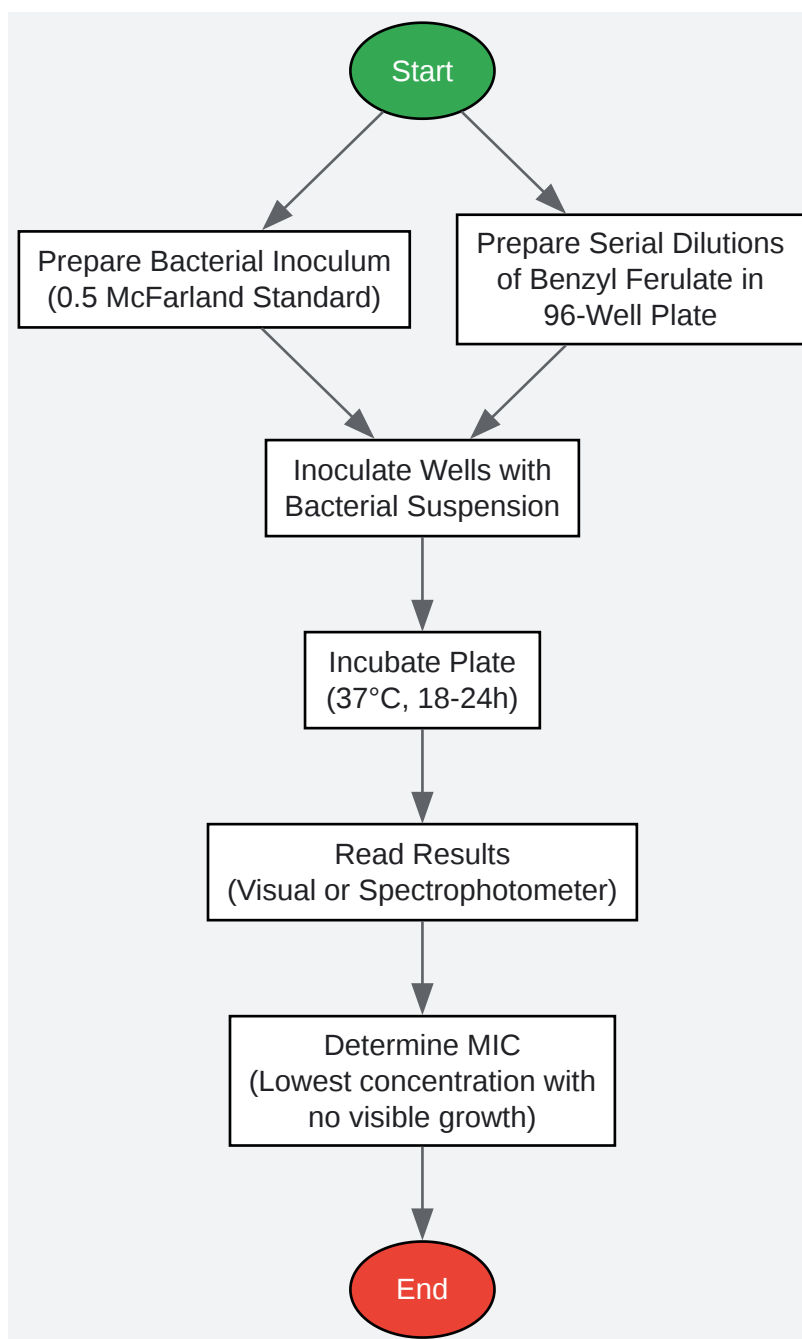 Start
Prepare Bacterial Inoculum
(0.5 McFarland Standard)
Prepare Serial Dilutions
of Benzyl Ferulate in
96-Well Plate
Inoculate Wells with
Bacterial Suspension
Incubate Plate
(37°C, 18-24h)
Read Results
(Visual or Spectrophotometer)
Determine MIC
(Lowest concentration with
no visible growth)
End